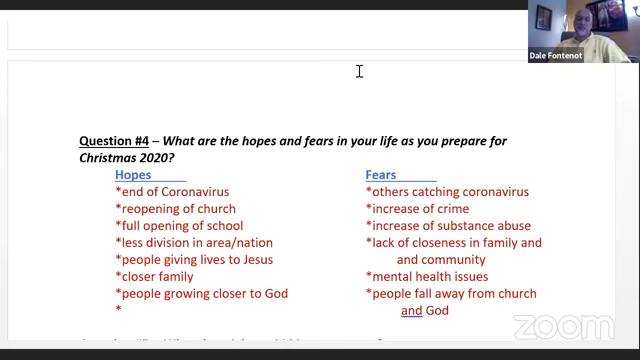 Dale Fontenot
Question #4 – What are the hopes and fears in your life as you prepare for
Christmas 2020?
Hopes
*end of Coronavirus
*reopening of church
*full opening of school
*less division in area/nation
*people giving lives to Jesus
*closer family
*people growing closer to God
*
Fears
*others catching coronavirus
*increase of crime
*increase of substance abuse
*lack of closeness in family and
and community
*mental health issues
*people fall away from church
and God
zoom